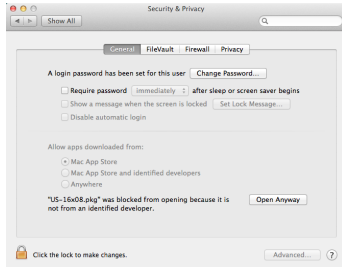 Security & Privacy
Show All
General FileVault Firewall Privacy
A login password has been set for this user Change Password...
Require password immediately after sleep or screen saver begins
Show a message when the screen is locked Set Lock Message...
Disable automatic login
Allow apps downloaded from:
Mac App Store
Mac App Store and identified developers
Anywhere
"US-16x08.pkg" was blocked from opening because it is Open Anyway
not from an identified developer.
Click the lock to make changes. Advanced... ?